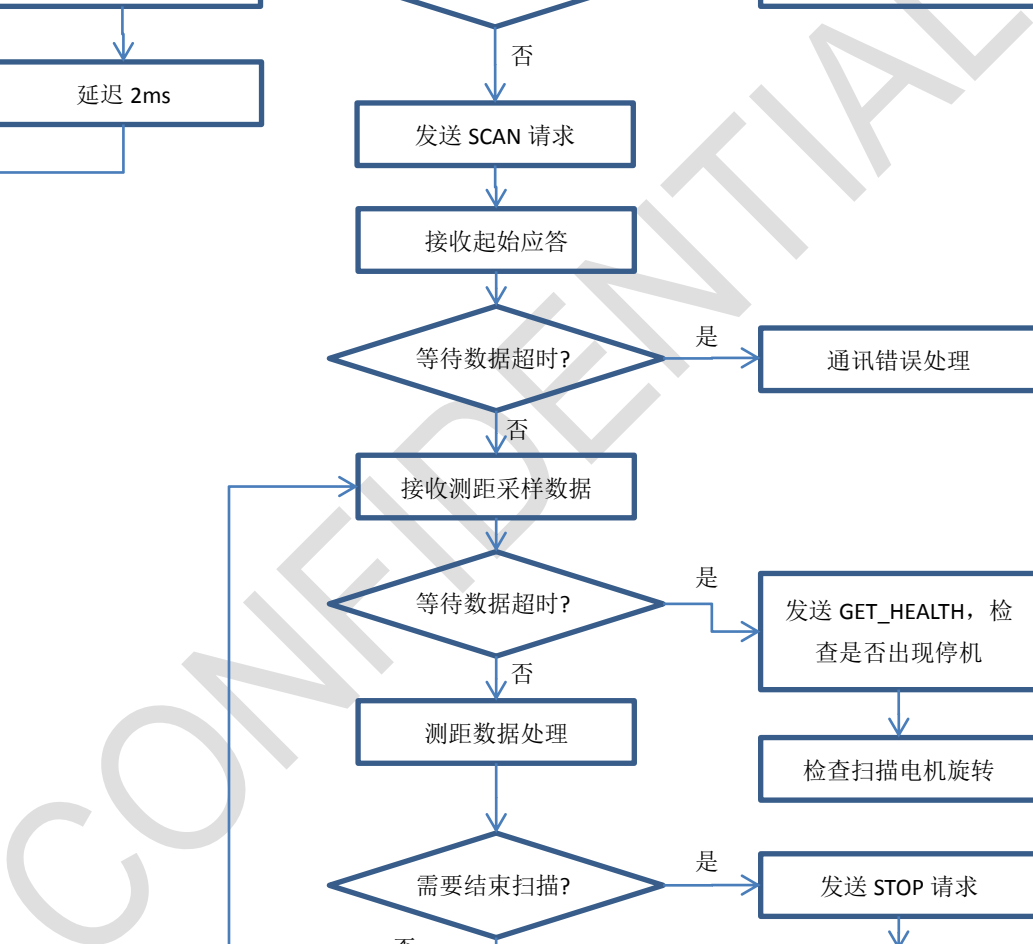 否
延迟 2ms
发送 SCAN 请求
接收起始应答
等待数据超时?
是
通讯错误处理
否
接收测距采样数据
等待数据超时?
是
发送 GET_HEALTH，检
查是否出现停机
否
测距数据处理
检查扫描电机旋转
需要结束扫描?
是
发送 STOP 请求
否
CONFIDENTIAL